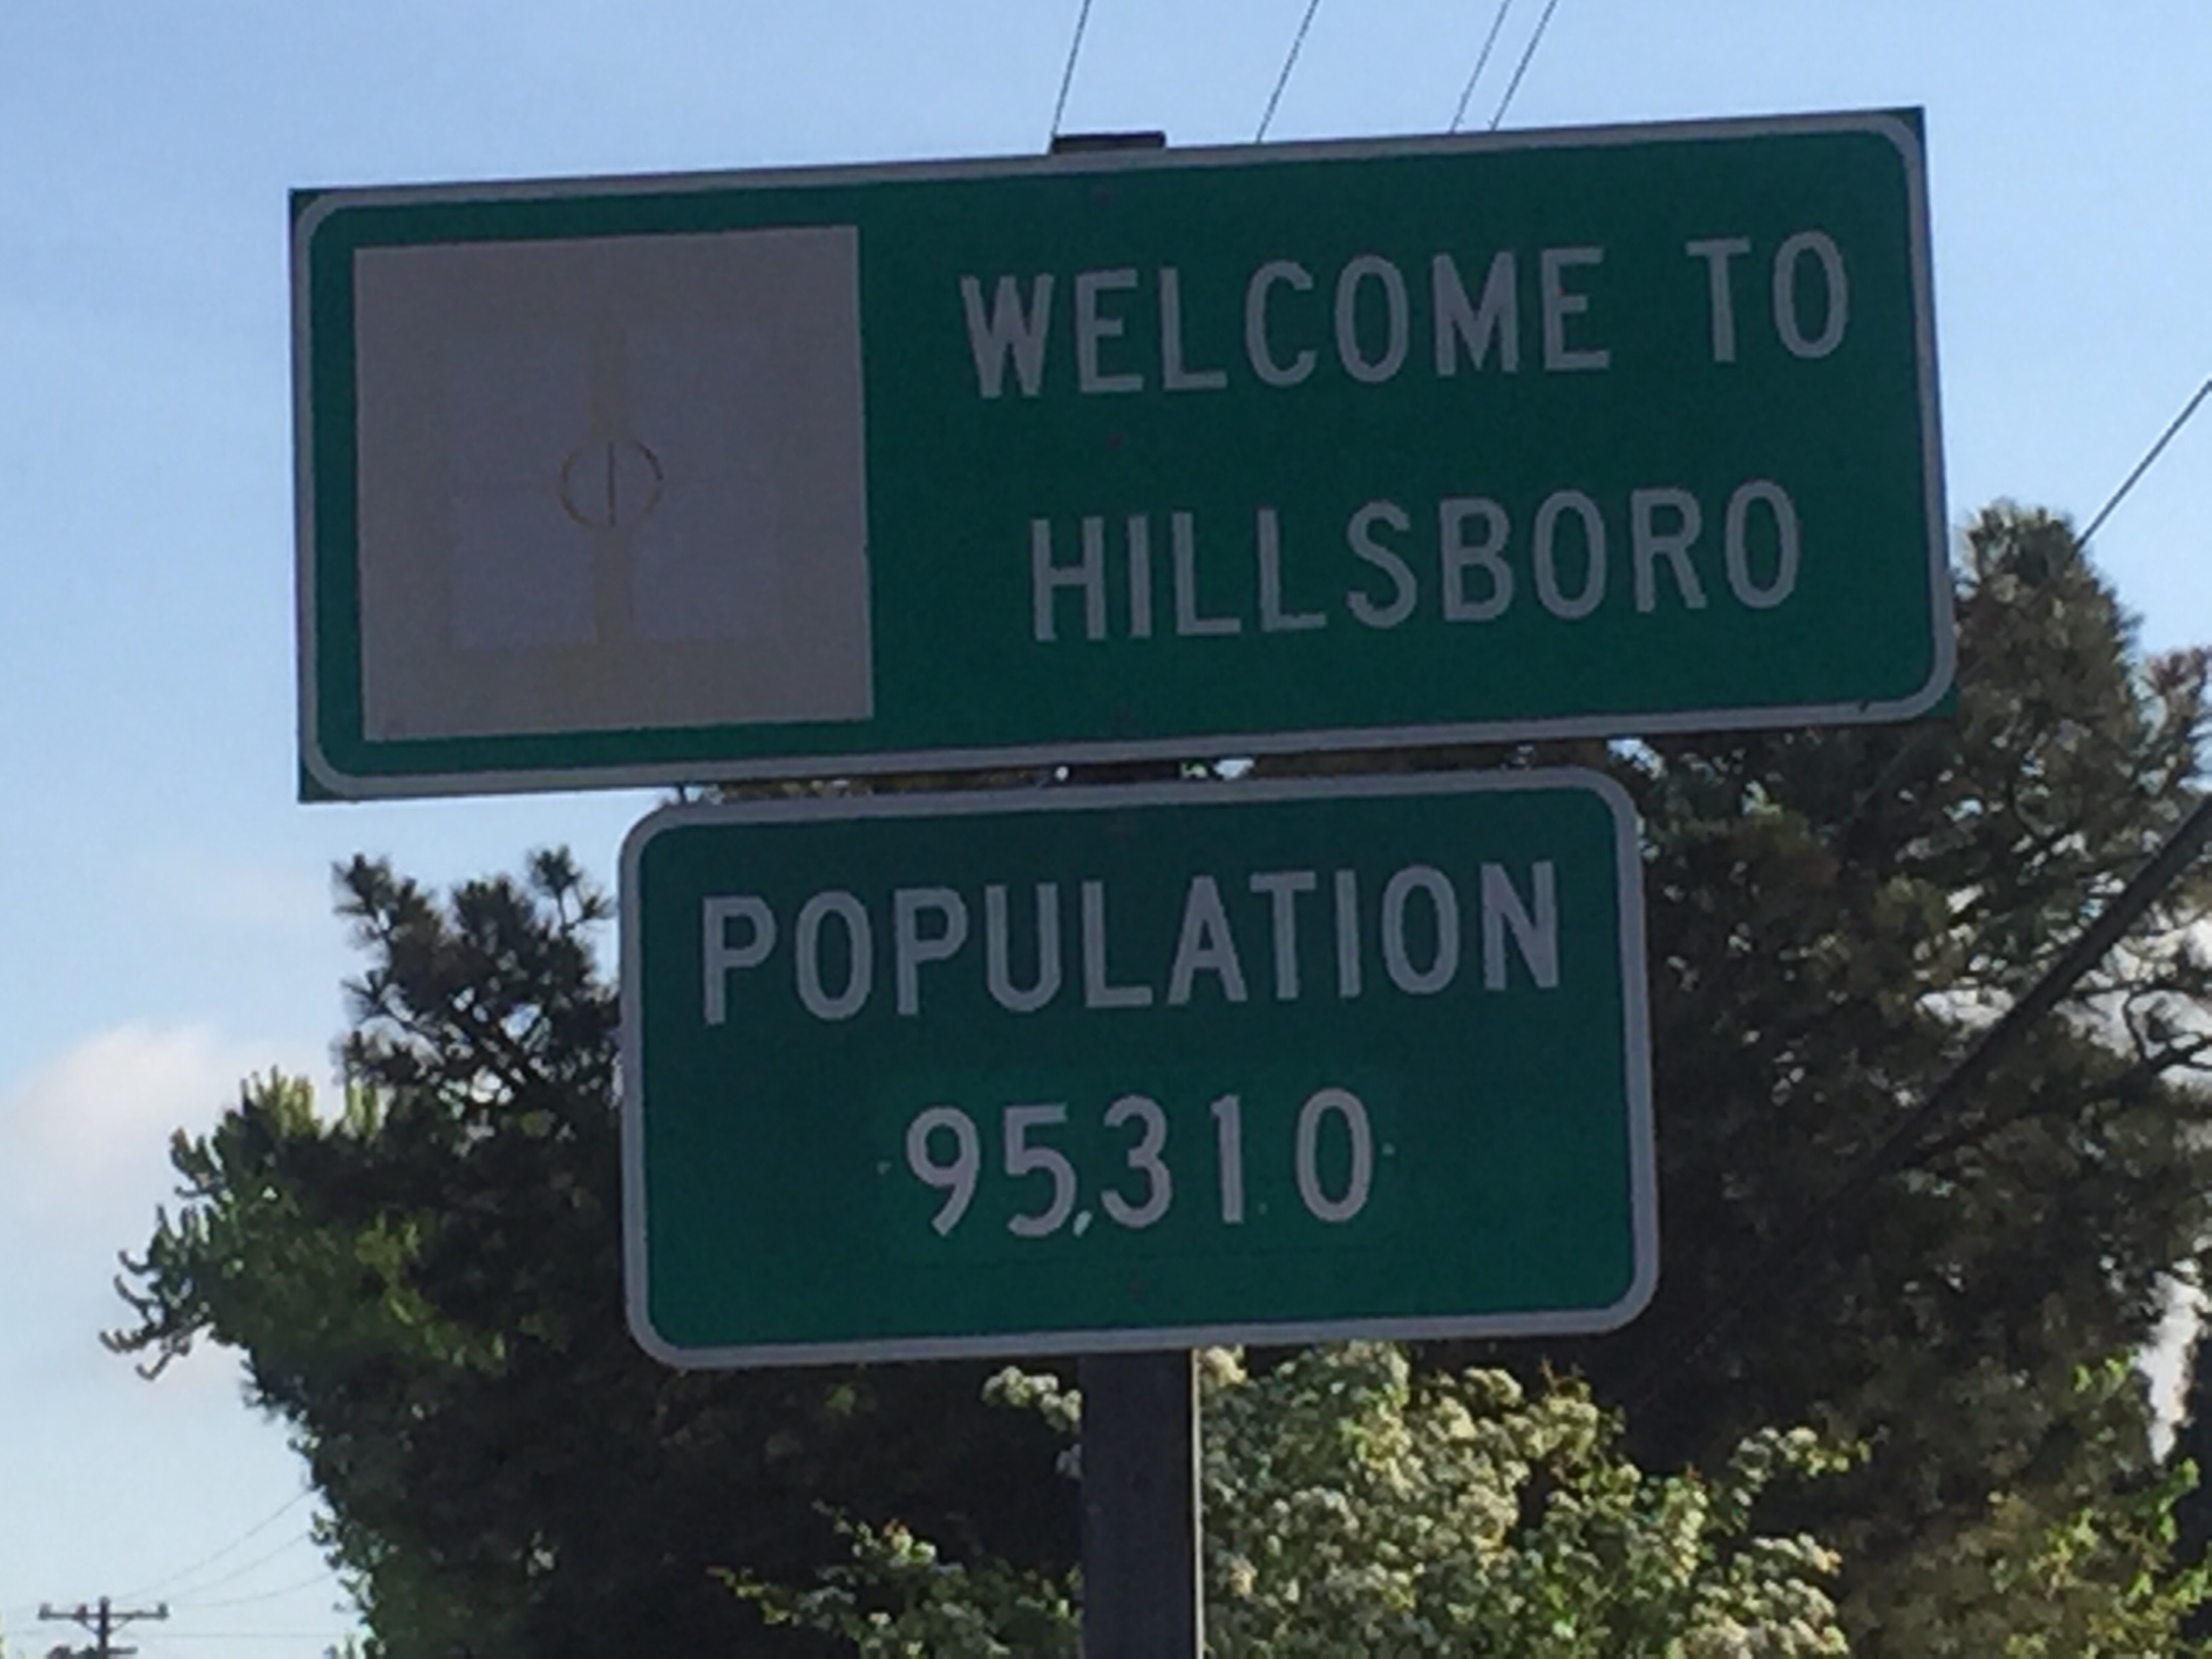 WELCOME TO
HILLSBORO
POPULATION
95,310